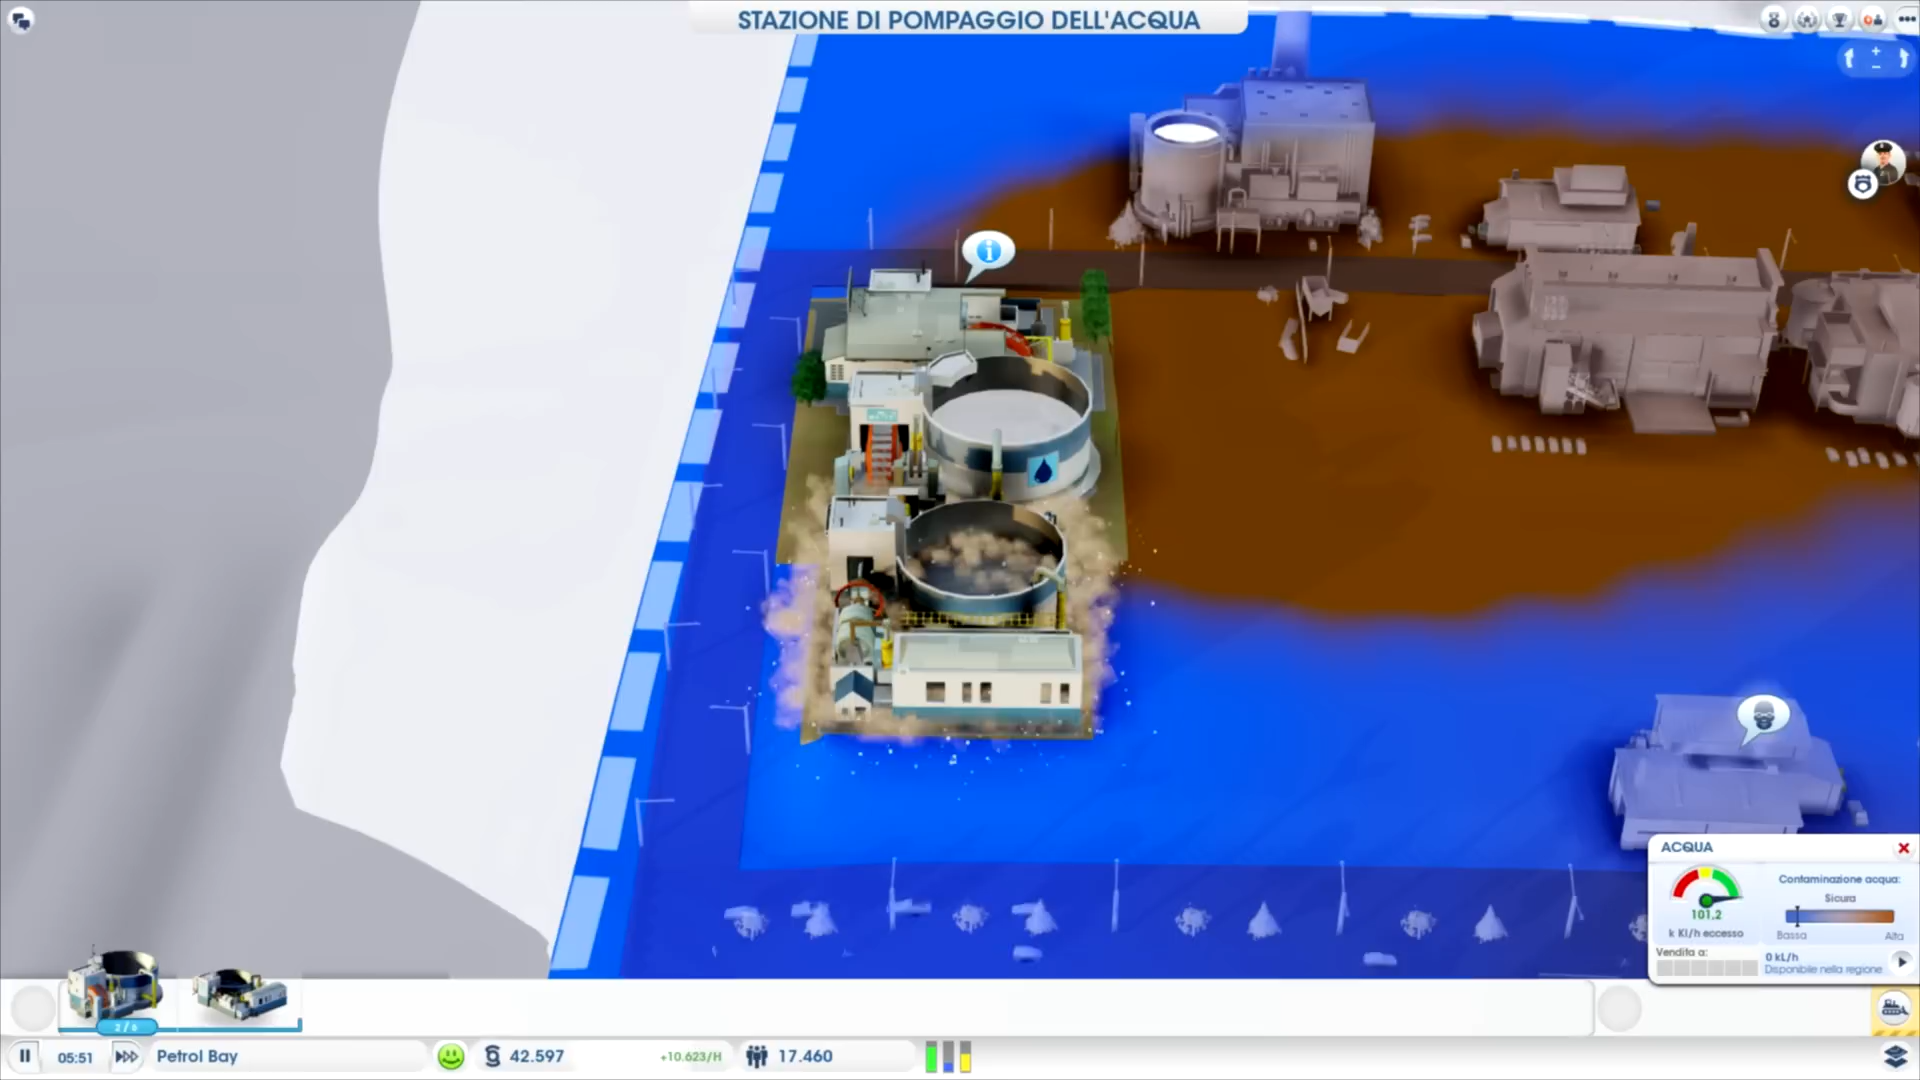 STAZIONE DI POMPAGGIO DELL'ACQUA
ACQUA
Contaminazione acqua:
Sicura
101,2
k Kl/h eccesso
Bassa
Alta
Vendita a:
0 kL/h
Disponibile nella regione
2/6
05:51
Petrol Bay
42.597
+10.623/H
17.460